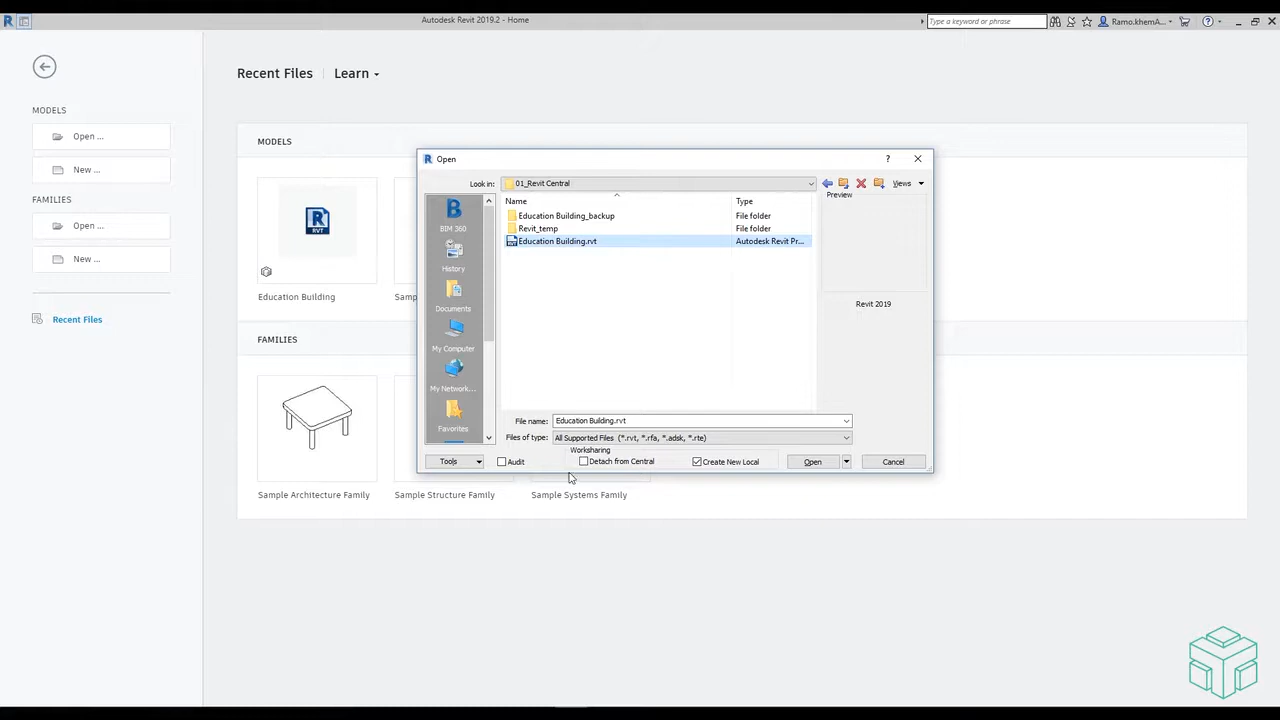 Autodesk Revit 2019.2 - Home
Type a keyword or phrase
Ramo.khemA...
Recent Files
Learn
MODELS
Open ...
New ...
FAMILIES
Open ...
New ...
Recent Files
MODELS
Education Building
Samp
FAMILIES
Sample Architecture Family
Sample Structure Family
Sample Systems Family
Open
Look in:
01_Revit Central
Views
Name
Type
Preview
Education Building_backup
File folder
Revit_temp
File folder
Education Building.rvt
Autodesk Revit Pr...
BIM 360
History
Documents
My Computer
My Network...
Favorites
Revit 2019
File name:
Education Building.rvt
Files of type:
All Supported Files (*.rvt, *.rfa, *.adsk, *.rte)
Worksharing
Tools
Audit
Detach from Central
Create New Local
Open
Cancel